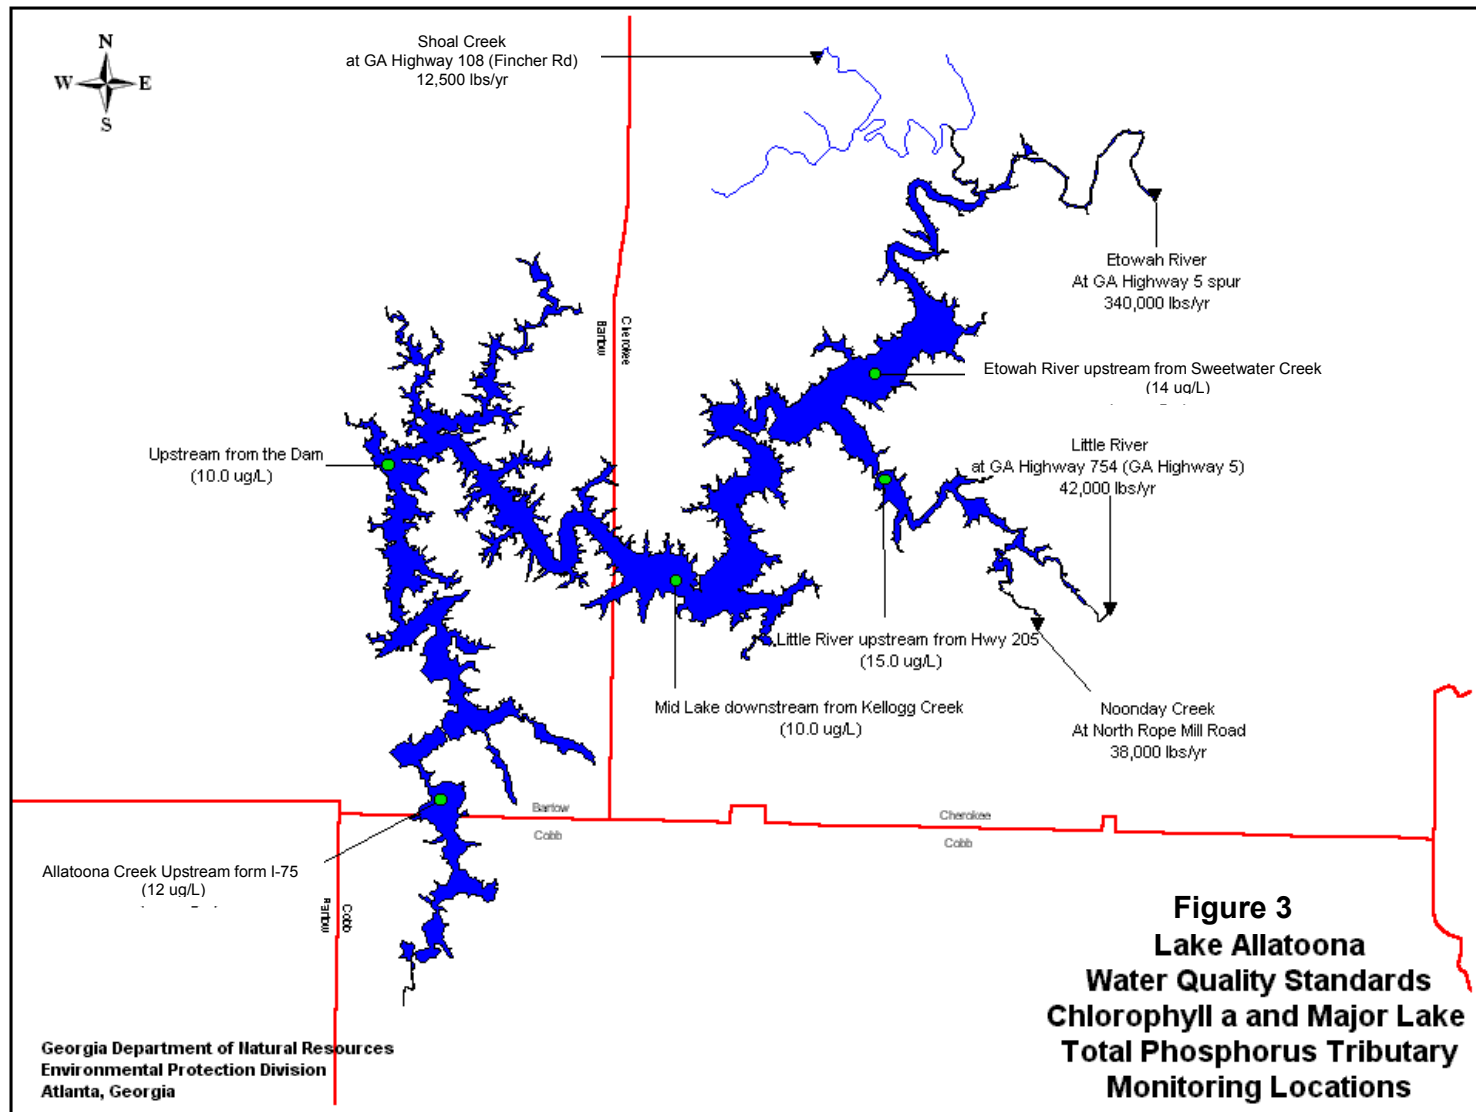 N
W
E
S
Shoal Creek
at GA Highway 108 (Fincher Rd)
12,500 lbs/yr
Etowah River
At GA Highway 5 spur
340,000 lbs/yr
Cherokee
Bartow
Etowah River upstream from Sweetwater Creek
(14 ug/L)
Upstream from the Dam
(10.0 ug/L)
Little River
at GA Highway 754 (GA Highway 5)
42,000 lbs/yr
Little River upstream from Hwy 205
(15.0 ug/L)
Mid Lake downstream from Kellogg Creek
(10.0 ug/L)
Noonday Creek
At North Rope Mill Road
38,000 lbs/yr
Bartow
Cobb
Cherokee
Cobb
Allatoona Creek Upstream form I-75
(12 ug/L)
Cobb
Bartow
Figure 3
Lake Allatoona
Water Quality Standards
Chlorophyll a and Major Lake
Total Phosphorus Tributary
Monitoring Locations
Georgia Department of Natural Resources
Environmental Protection Division
Atlanta, Georgia